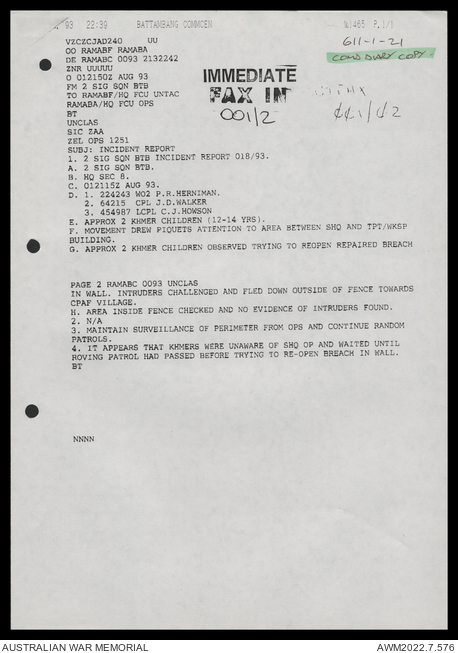 93 22:39 BATTAMBANG COMMCEN №1465 P.1/1
VZCZCJAD240 UU
OO RAMABF RAMABA
DE RAMABC 0093 2132242
ZNR UUUUU
O 012150Z AUG 93
FM 2 SIG SQN BTB
TO RAMABF/HQ FCU UNTAC
RAMABA/HQ FCU OPS
BT
UNCLAS
SIC ZAA
ZEL OPS 1251
SUBJ: INCIDENT REPORT
611-1-21
COMD DIARY COPY
IMMEDIATE
FAX IN
001/2
1. 2 SIG SQN BTB INCIDENT REPORT 018/93.
A. 2 SIG SQN BTB.
B. HQ SEC 8.
C. 012115Z AUG 93.
D. 1. 224243 WO2 P.R.HERNIMAN.
2. 64215 CPL J.D.WALKER
3. 454987 LCPL C.J.HOWSON
E. APPROX 2 KHMER CHILDREN (12-14 YRS).
F. MOVEMENT DREW PIQUETS ATTENTION TO AREA BETWEEN SHQ AND TPT/WKSP
BUILDING.
G. APPROX 2 KHMER CHILDREN OBSERVED TRYING TO REOPEN REPAIRED BREACH
PAGE 2 RAMABC 0093 UNCLAS
IN WALL. INTRUDERS CHALLENGED AND FLED DOWN OUTSIDE OF FENCE TOWARDS
CPAF VILLAGE.
H. AREA INSIDE FENCE CHECKED AND NO EVIDENCE OF INTRUDERS FOUND.
2. N/A
3. MAINTAIN SURVEILLANCE OF PERIMETER FROM OPS AND CONTINUE RANDOM
PATROLS.
4. IT APPEARS THAT KHMERS WERE UNAWARE OF SHQ OP AND WAITED UNTIL
ROVING PATROL HAD PASSED BEFORE TRYING TO RE-OPEN BREACH IN WALL.
BT
NNNN
AUSTRALIAN WAR MEMORIAL AWM2022.7.576